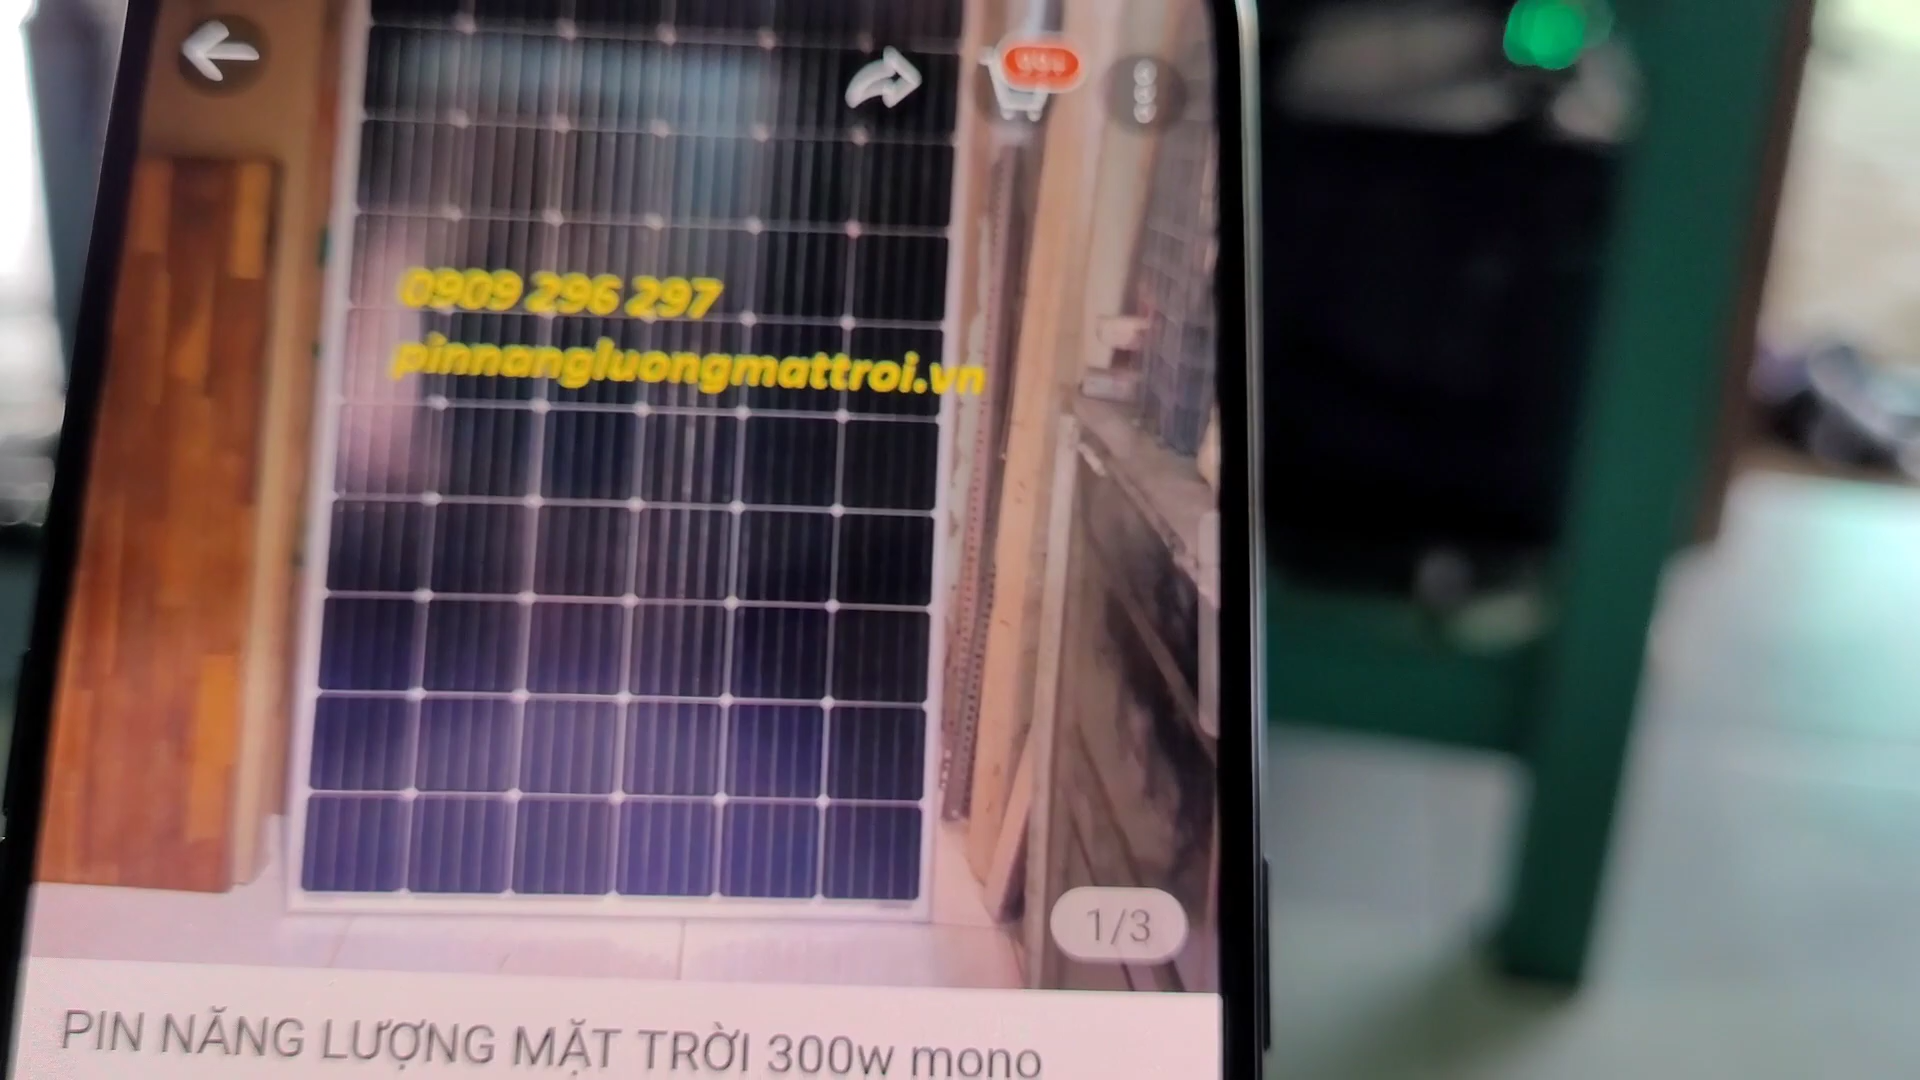 0909 296 297
pinnangluongmattroi.vn
1/3
PIN NĂNG LƯỢNG MẶT TRỜI 300w mono